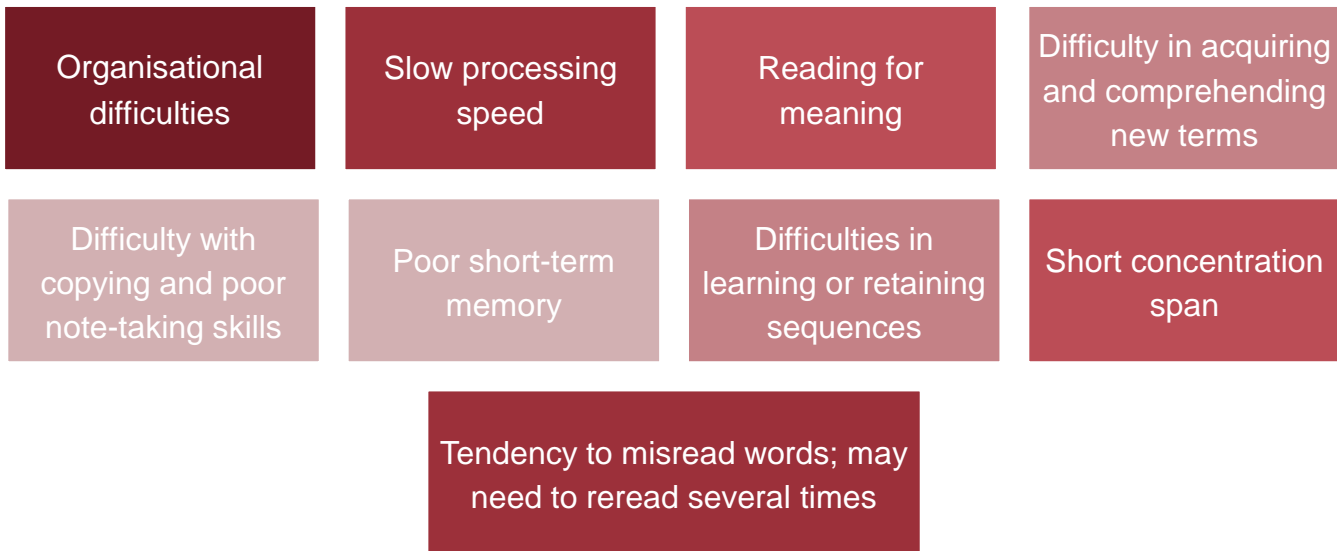 Organisational
difficulties
Slow processing
speed
Reading for
meaning
Difficulty in acquiring
and comprehending
new terms
Difficulty with
copying and poor
note-taking skills
Poor short-term
memory
Difficulties in
learning or retaining
sequences
Short concentration
span
Tendency to misread words; may
need to reread several times